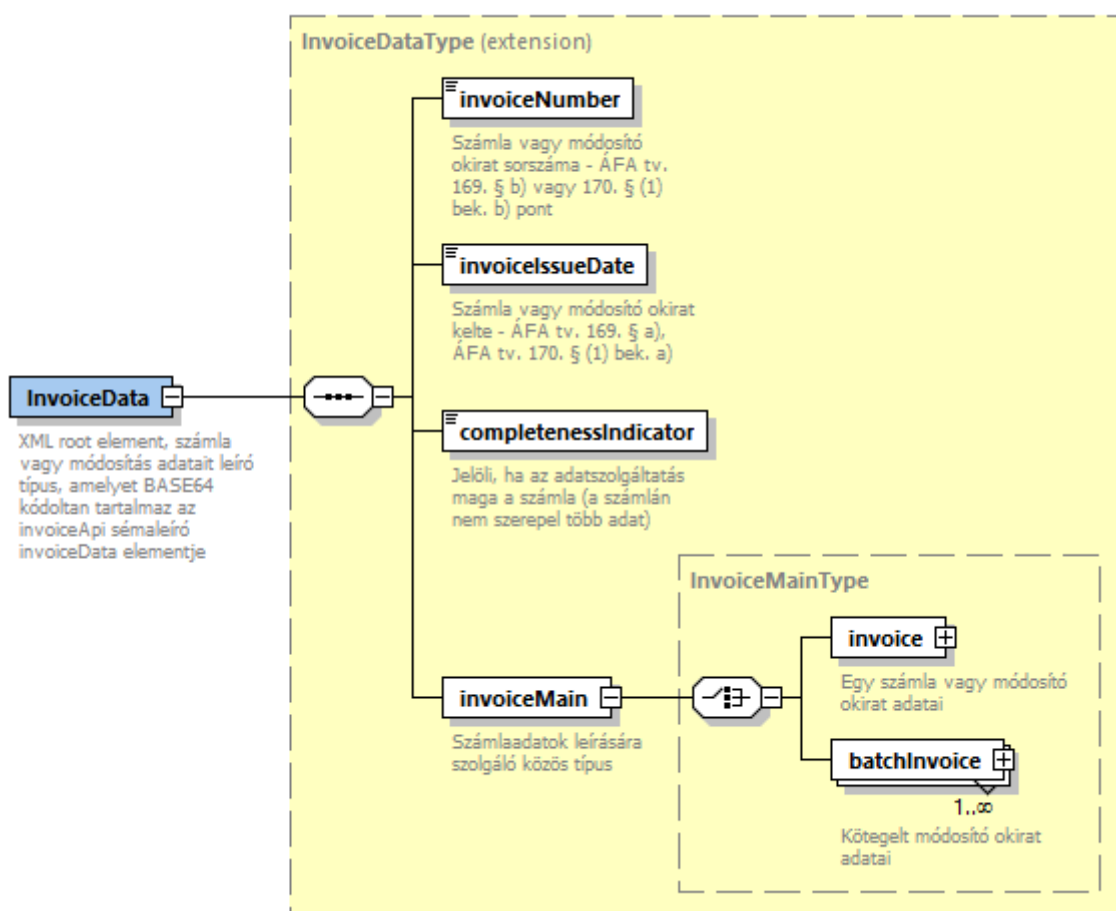 InvoiceDataType (extension)
invoiceNumber
Számla vagy módosító
okirat sorszáma - ÁFA tv.
169. § b) vagy 170. § (1)
bek. b) pont
invoiceIssueDate
Számla vagy módosító okirat
kelte - ÁFA tv. 169. § a),
ÁFA tv. 170. § (1) bek. a)
InvoiceData
XML root element, számla
vagy módosítás adatait leíró
típus, amelyet BASE64
kódoltan tartalmaz az
invoiceApi sémaleíró
invoiceData elementje
completenessIndicator
Jelöli, ha az adatszolgáltatás
maga a számla (a számlán
nem szerepel több adat)
InvoiceMainType
invoice
Egy számla vagy módosító
okirat adatai
invoiceMain
Számlaadatok leírására
szolgáló közös típus
batchInvoice
1..∞
Kötegelt módosító okirat
adatai